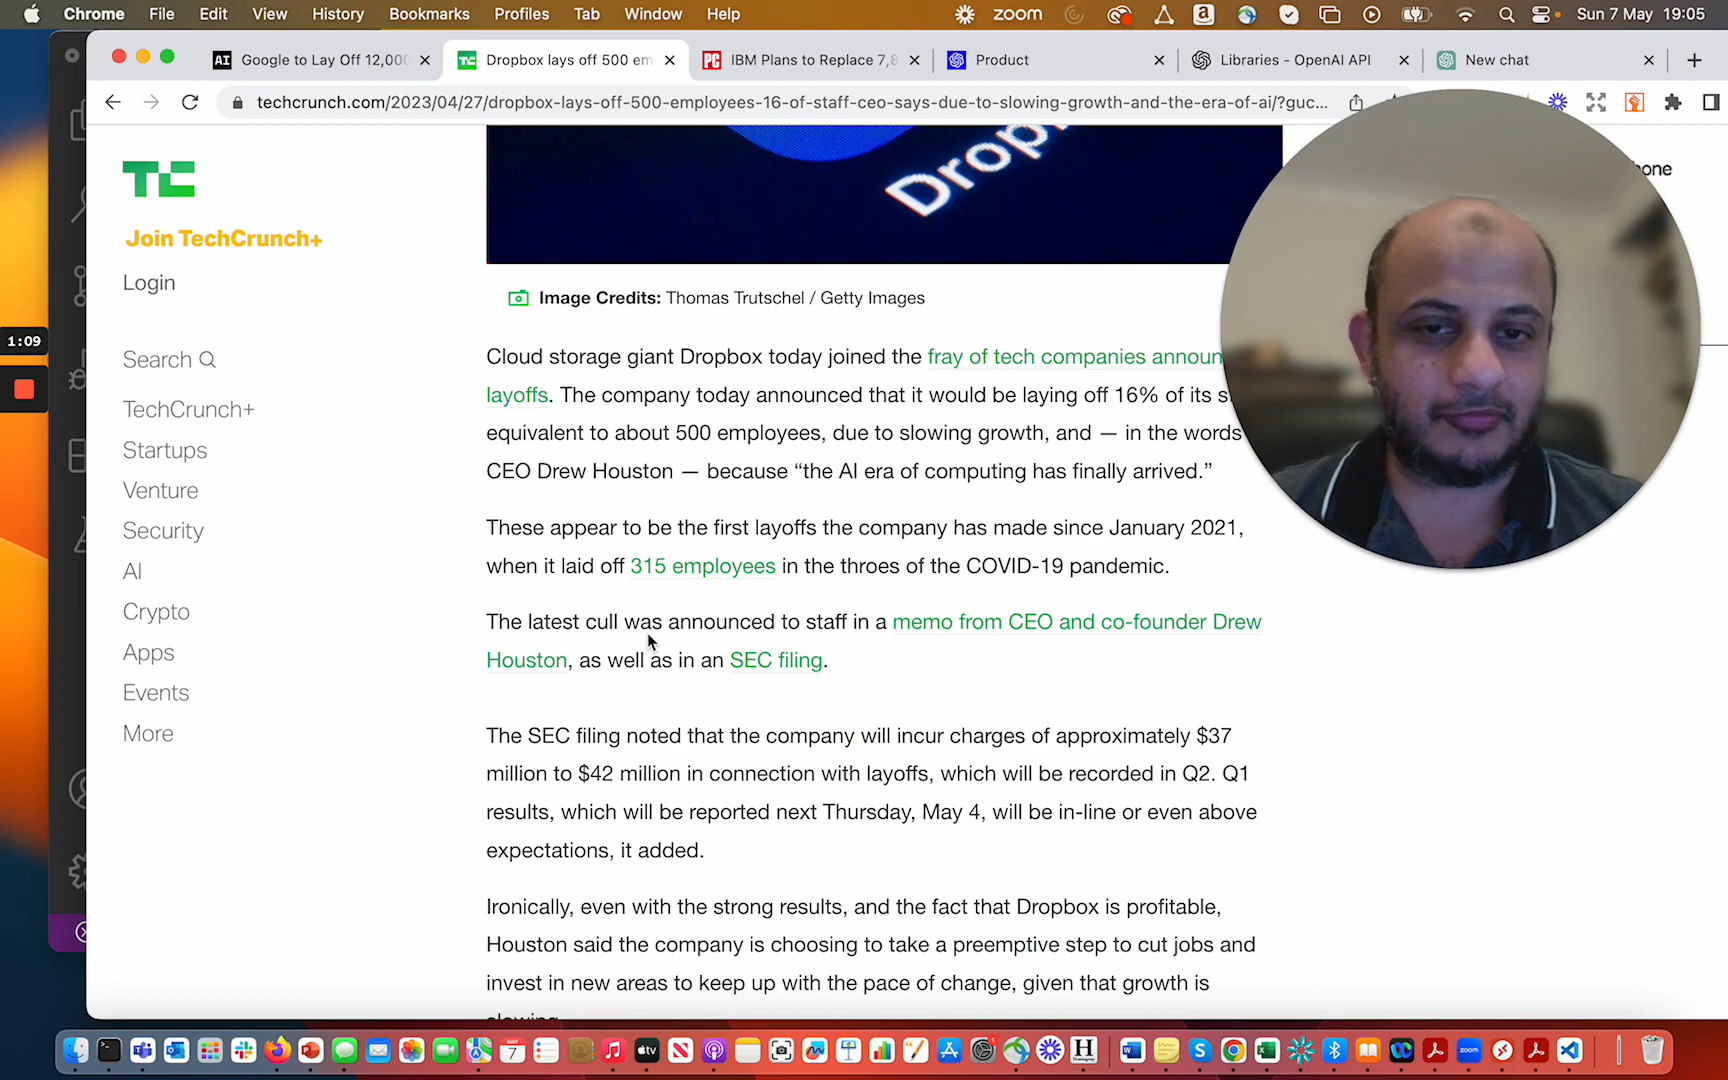 Chrome File Edit View History Bookmarks Profiles Tab Window Help zoom Sun 7 May 19:05
AI Google to Lay Off 12,000
Dropbox lays off 500 em
PC IBM Plans to Replace 7,8
Product
Libraries - OpenAI API
New chat
techcrunch.com/2023/04/27/dropbox-lays-off-500-employees-16-of-staff-ceo-says-due-to-slowing-growth-and-the-era-of-ai/?guc...
Join TechCrunch+
Login
1:09
Search
TechCrunch+
Startups
Venture
Security
AI
Crypto
Apps
Events
More
Image Credits: Thomas Trutschel / Getty Images
Cloud storage giant Dropbox today joined the fray of tech companies announ
layoffs. The company today announced that it would be laying off 16% of its s
equivalent to about 500 employees, due to slowing growth, and — in the words
CEO Drew Houston — because “the AI era of computing has finally arrived.”
These appear to be the first layoffs the company has made since January 2021,
when it laid off 315 employees in the throes of the COVID-19 pandemic.
The latest cull was announced to staff in a memo from CEO and co-founder Drew
Houston, as well as in an SEC filing.
The SEC filing noted that the company will incur charges of approximately $37
million to $42 million in connection with layoffs, which will be recorded in Q2. Q1
results, which will be reported next Thursday, May 4, will be in-line or even above
expectations, it added.
Ironically, even with the strong results, and the fact that Dropbox is profitable,
Houston said the company is choosing to take a preemptive step to cut jobs and
invest in new areas to keep up with the pace of change, given that growth is
slowing.